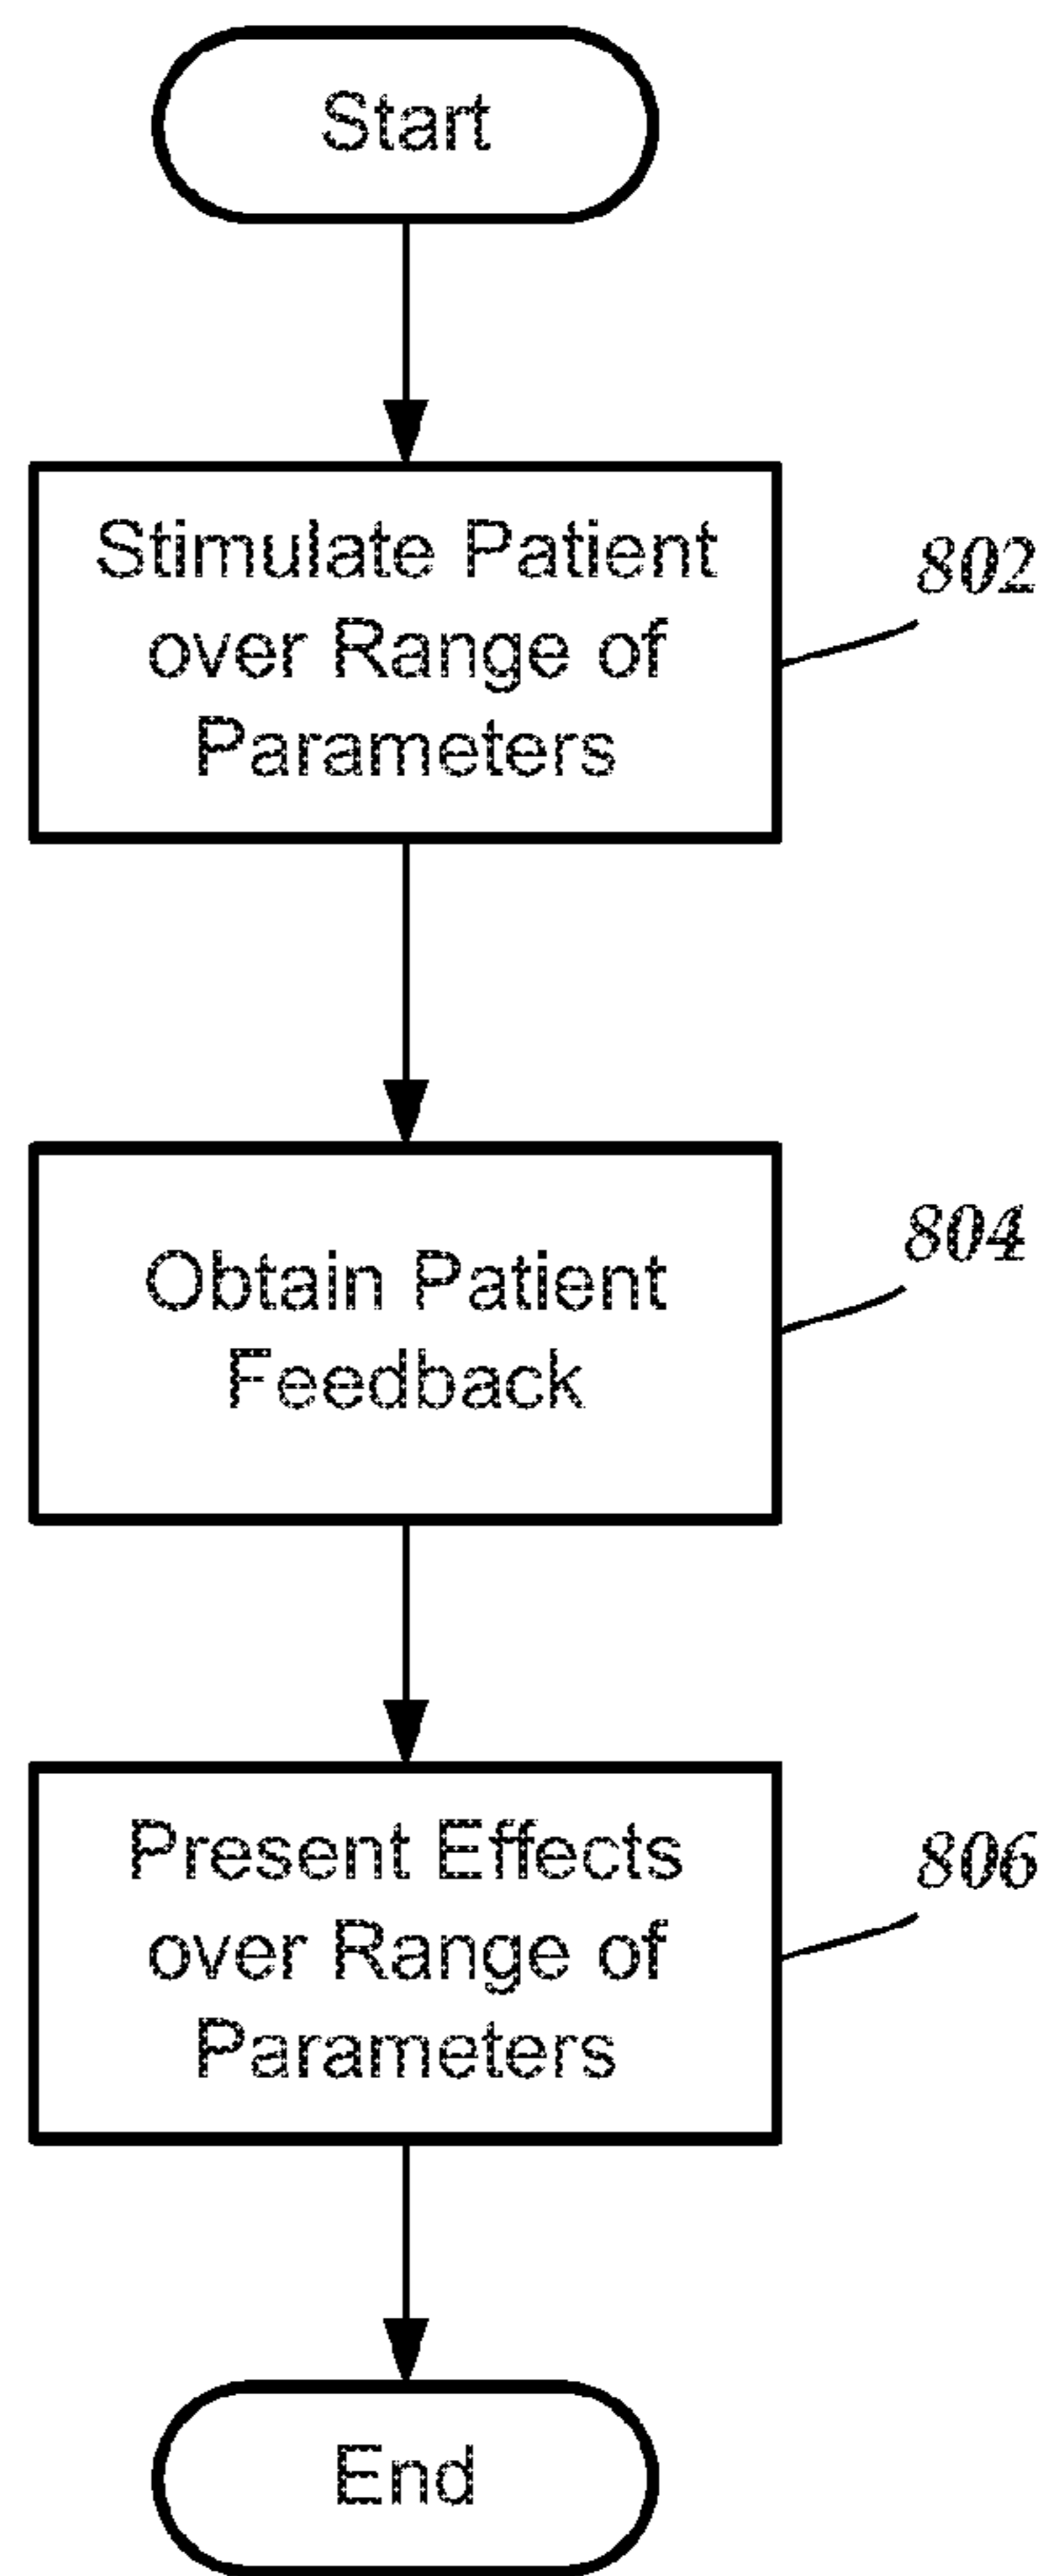 Start
Stimulate Patient
over Range of
Parameters
802
Obtain Patient
Feedback
804
Present Effects
over Range of
Parameters
806
End